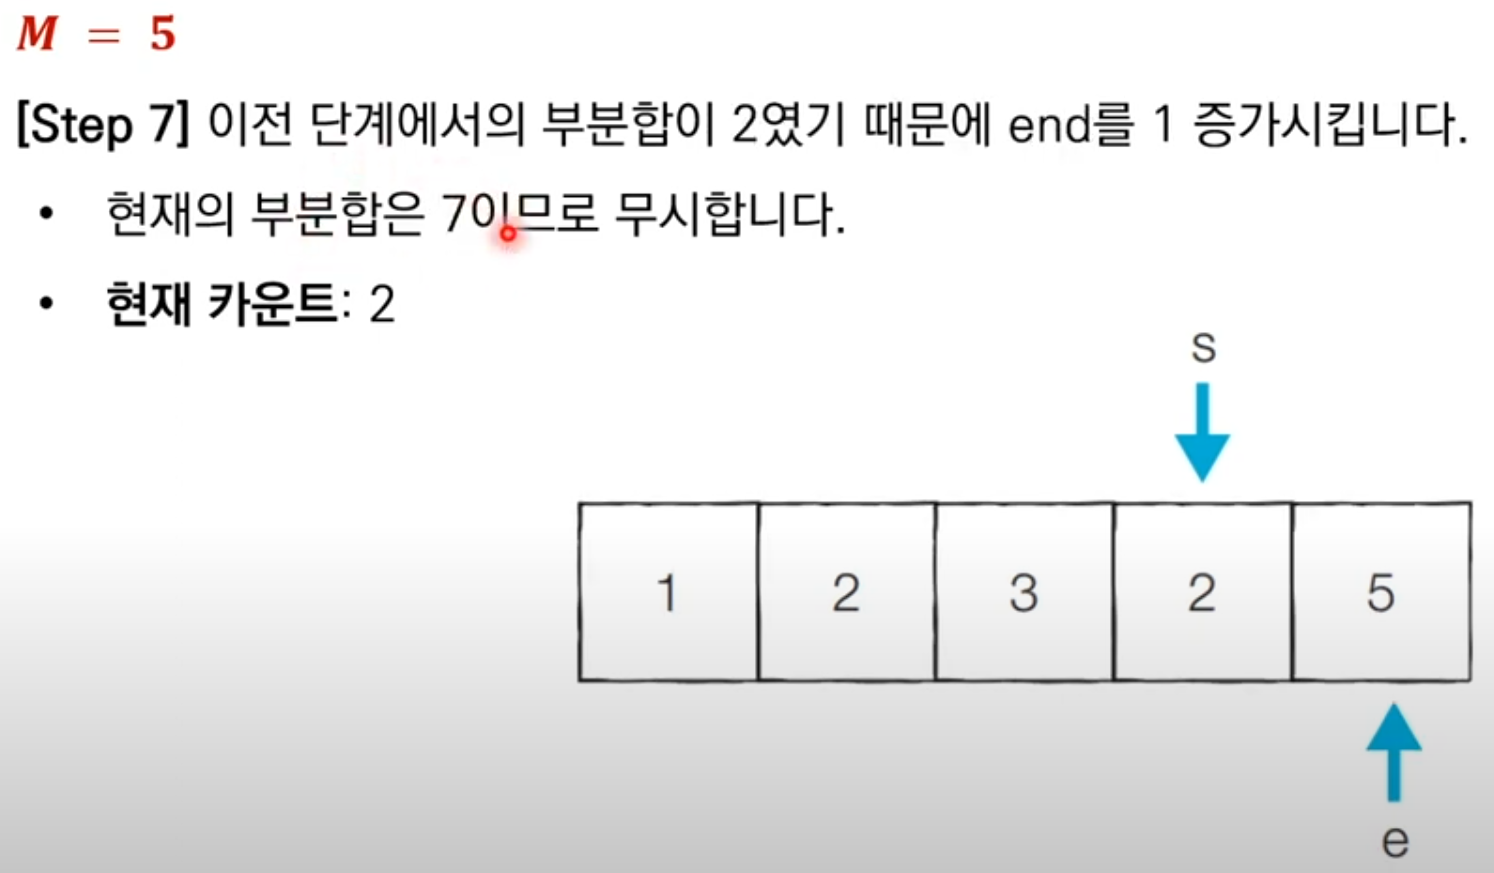 M = 5
[Step 7] 이전 단계에서의 부분합이 2였기 때문에 end를 1 증가시킵니다.
• 현재의 부분합은 7이므로 무시합니다.
• 현재 카운트: 2
s
1 2 3 2 5
e